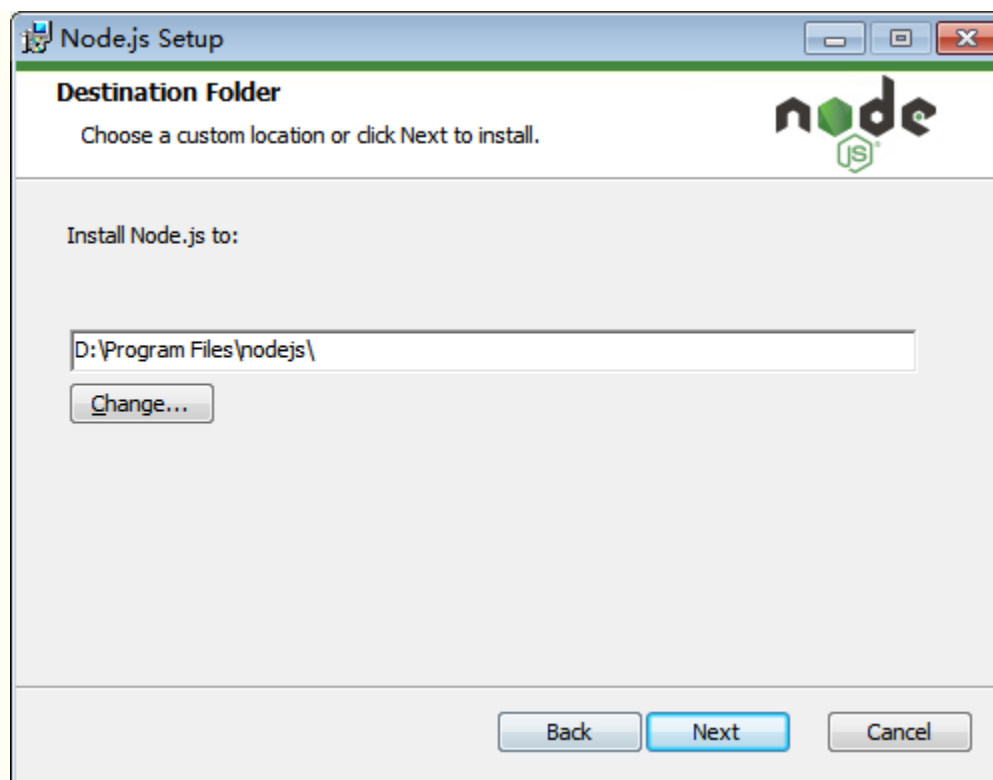 Node.js Setup
Destination Folder
Choose a custom location or click Next to install.
node
JS
Install Node.js to:
D:\Program Files\nodejs\
Change...
Back Next Cancel